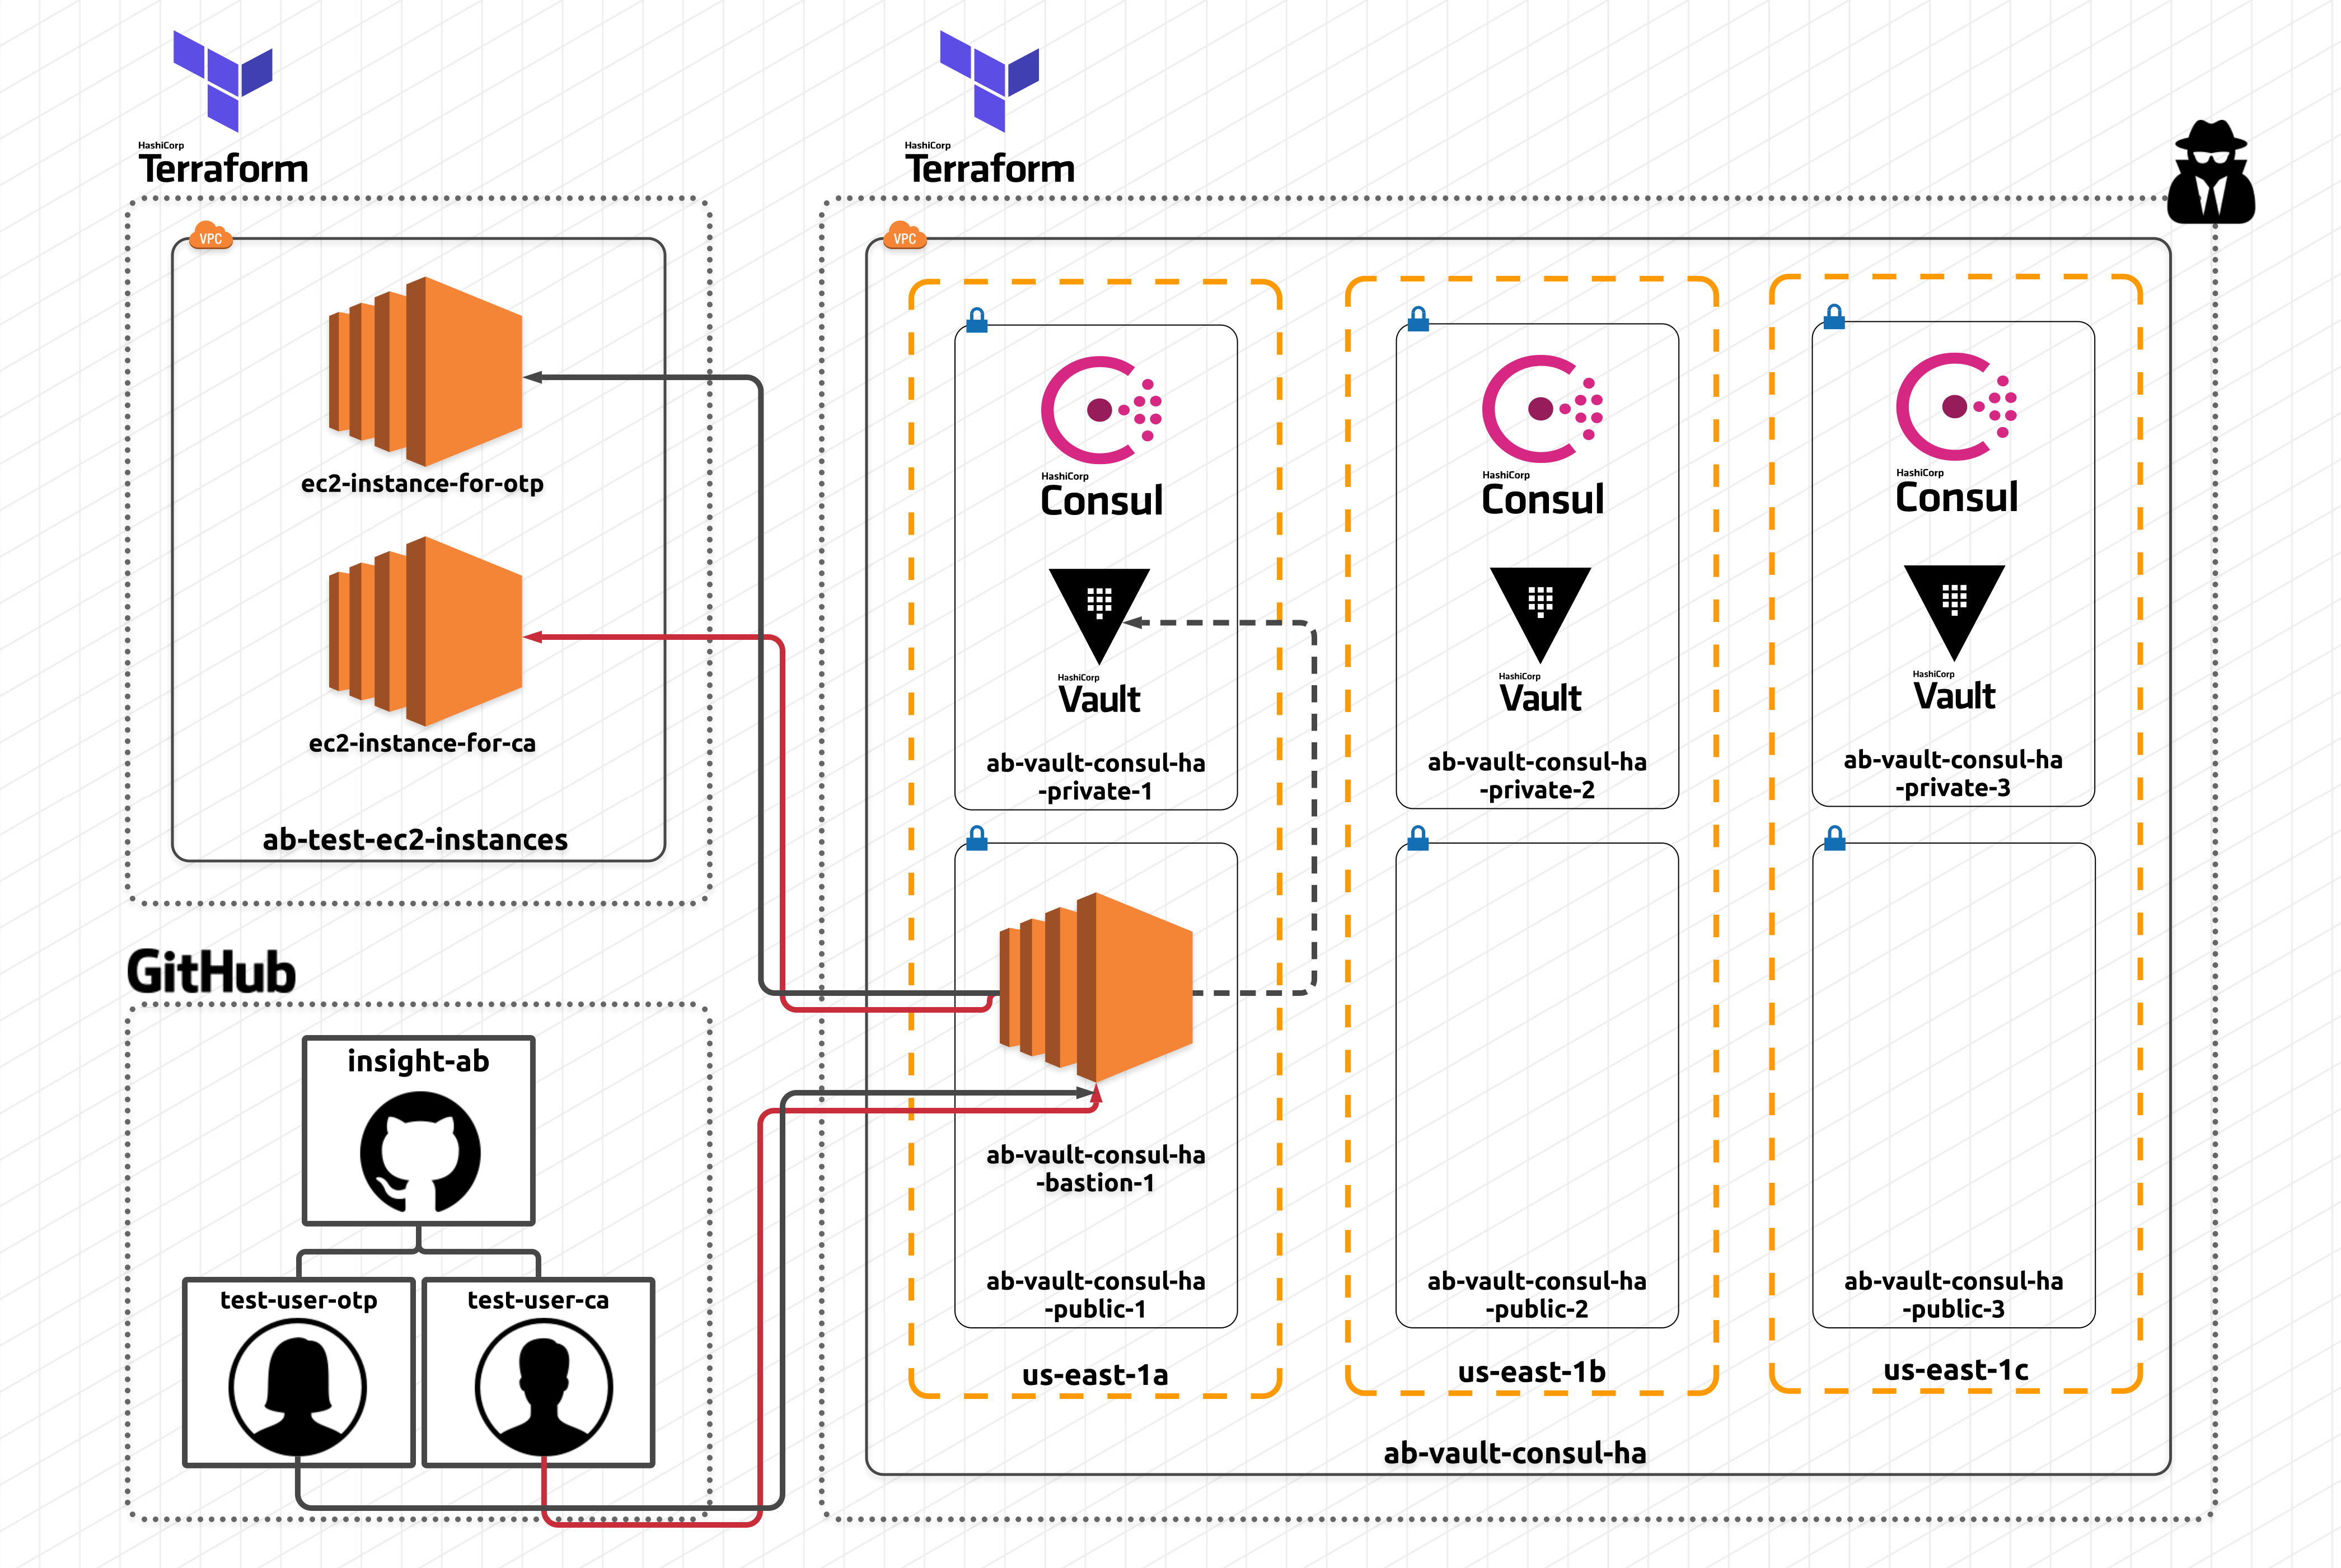 HashiCorp
Terraform
VPC
ec2-instance-for-otp
ec2-instance-for-ca
ab-test-ec2-instances
GitHub
insight-ab
test-user-otp
test-user-ca
HashiCorp
Terraform
VPC
HashiCorp
Consul
HashiCorp
Vault
ab-vault-consul-ha
-private-1
ab-vault-consul-ha
-bastion-1
ab-vault-consul-ha
-public-1
us-east-1a
HashiCorp
Consul
HashiCorp
Vault
ab-vault-consul-ha
-private-2
ab-vault-consul-ha
-public-2
us-east-1b
HashiCorp
Consul
HashiCorp
Vault
ab-vault-consul-ha
-private-3
ab-vault-consul-ha
-public-3
us-east-1c
ab-vault-consul-ha